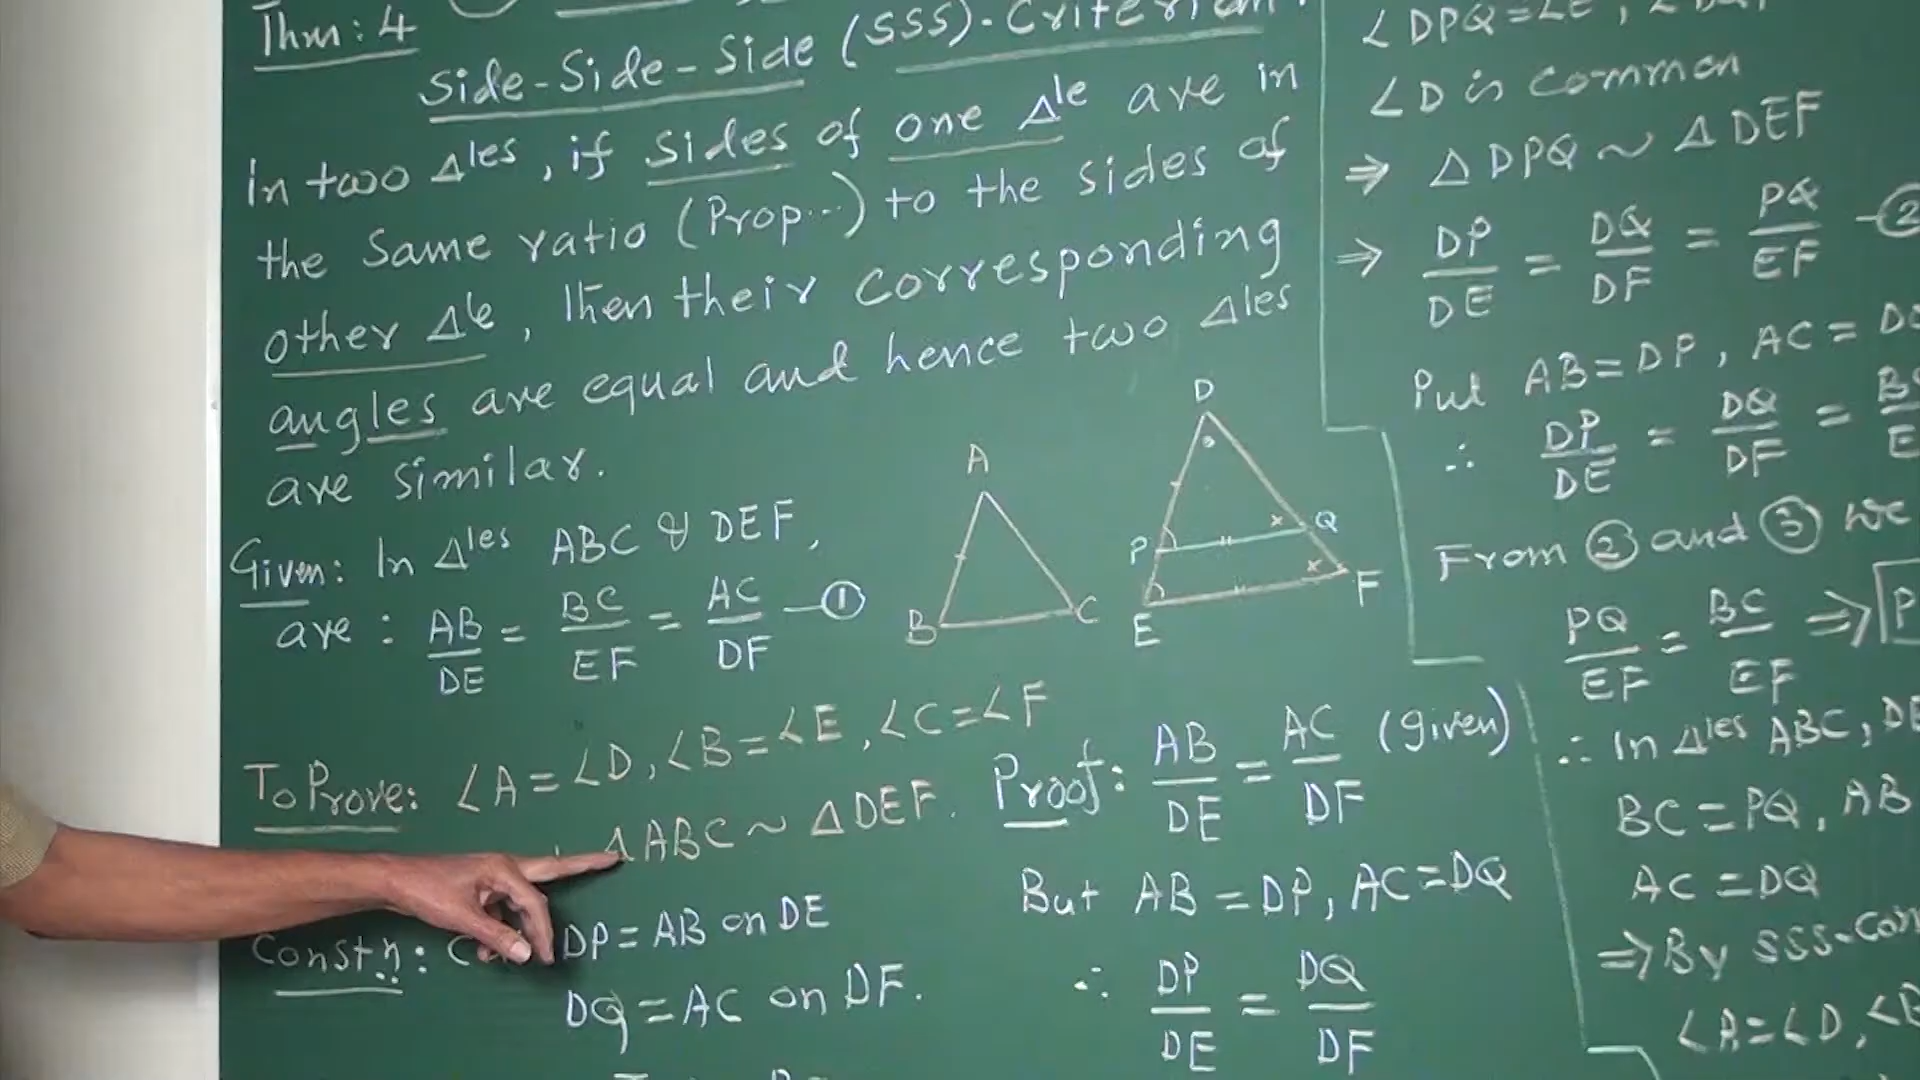 Thm: 4
Side-Side-Side (SSS)-Criterion:
In two Δles, if sides of one Δle are in
the same ratio (Prop...) to the sides of
other Δle, then their corresponding
angles are equal and hence two Δles
are similar.
Given: In Δles ABC & DEF,
are: AB/DE = BC/EF = AC/DF —①
A
B
C
D
P
Q
E
F
To Prove: ∠A=∠D, ∠B=∠E, ∠C=∠F
ΔABC ~ ΔDEF.
Constn:
DP=AB on DE
DQ=AC on DF.
Proof: AB/DE = AC/DF (given)
But AB=DP, AC=DQ
∴ DP/DE = DQ/DF
∠DPQ=∠E,
∠D is common
⇒ ΔDPQ ~ ΔDEF
⇒ DP/DE = DQ/DF = PQ/EF —②
Put AB=DP, AC=
∴ DP/DE = DQ/DF =
From ② and ③ we
PQ/EF = BC/EF ⇒ P
∴ In Δles ABC, DE
BC=PQ, AB
AC=DQ
⇒ By SSS-con
∠A=∠D, ∠B